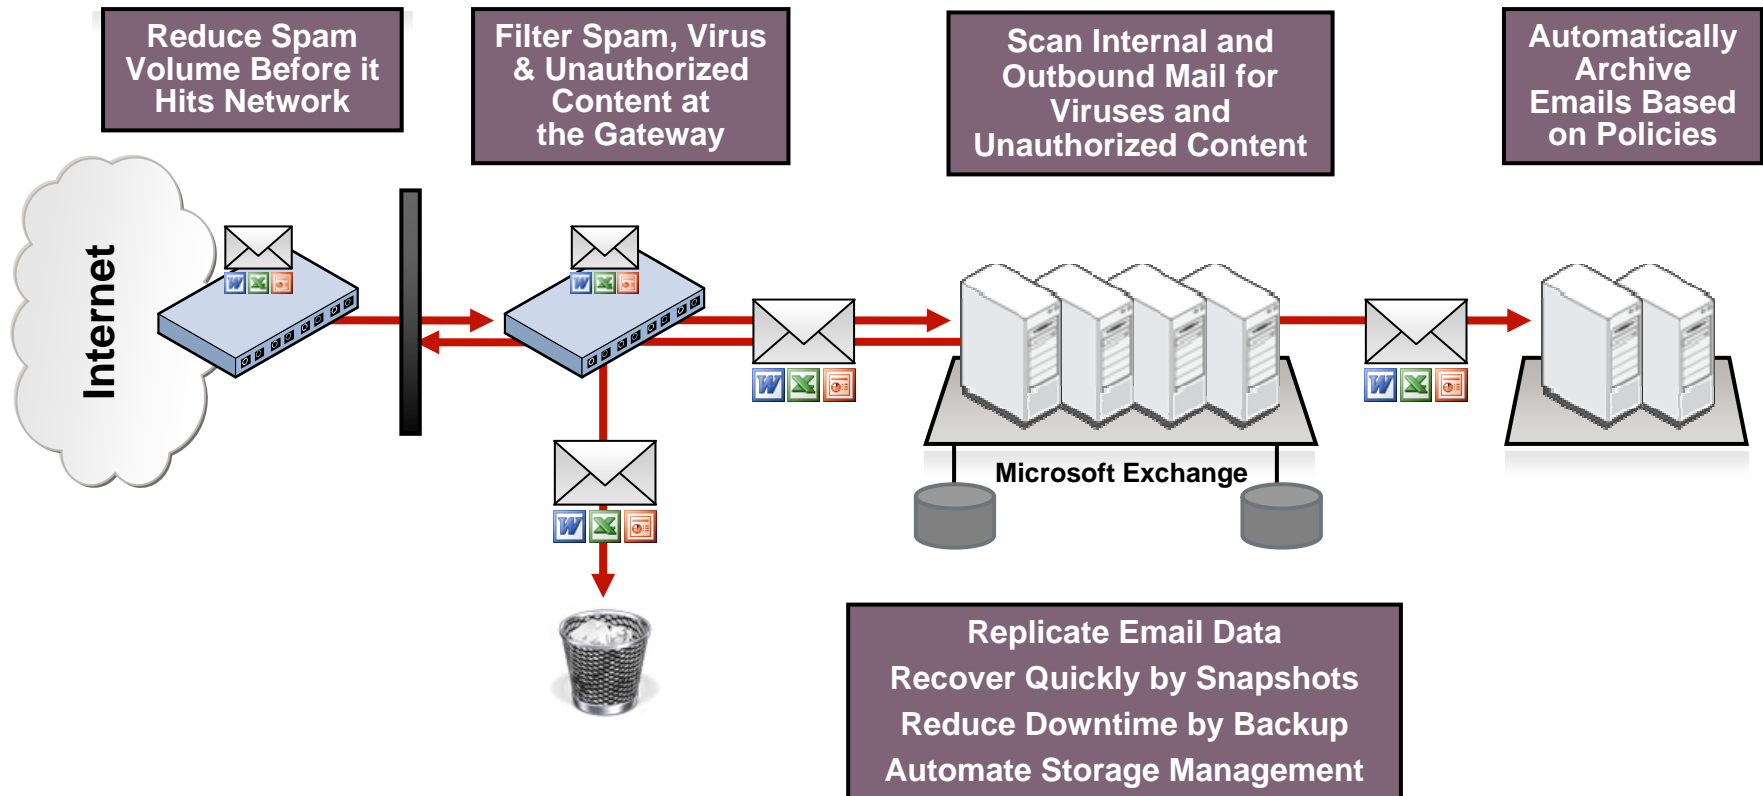 Reduce Spam
Volume Before it
Hits Network
Filter Spam, Virus
& Unauthorized
Content at
the Gateway
Scan Internal and
Outbound Mail for
Viruses and
Unauthorized Content
Automatically
Archive
Emails Based
on Policies
Internet
Microsoft Exchange
Replicate Email Data
Recover Quickly by Snapshots
Reduce Downtime by Backup
Automate Storage Management